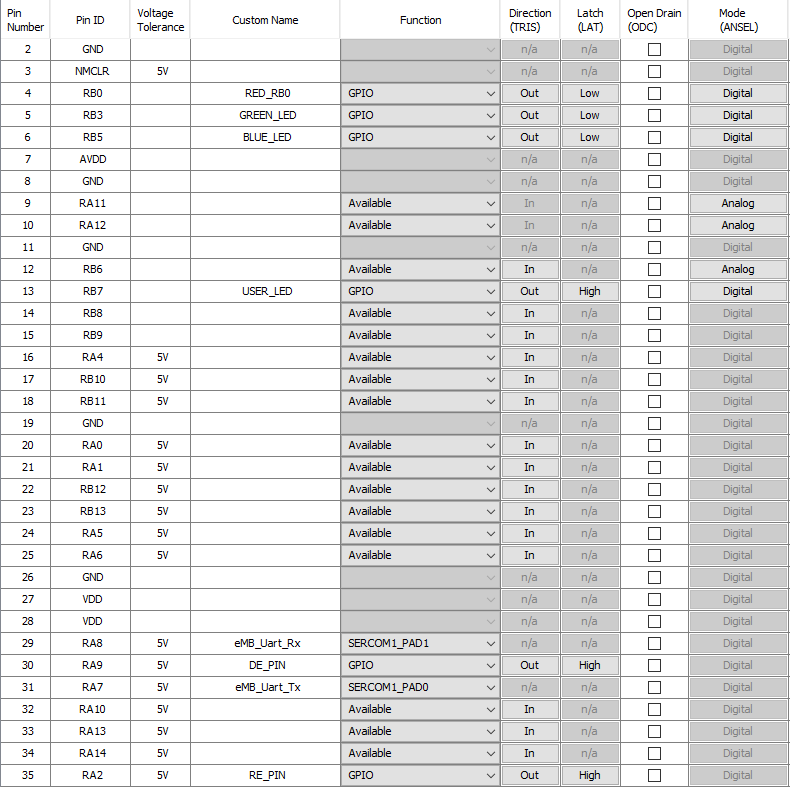 Pin Number Pin ID Voltage Tolerance Custom Name Function Direction (TRIS) Latch (LAT) Open Drain (ODC) Mode (ANSEL)
2 GND n/a n/a Digital
3 NMCLR 5V n/a n/a Digital
4 RB0 RED_RB0 GPIO Out Low Digital
5 RB3 GREEN_LED GPIO Out Low Digital
6 RB5 BLUE_LED GPIO Out Low Digital
7 AVDD n/a n/a Digital
8 GND n/a n/a Digital
9 RA11 Available In n/a Analog
10 RA12 Available In n/a Analog
11 GND n/a n/a Digital
12 RB6 Available In n/a Analog
13 RB7 USER_LED GPIO Out High Digital
14 RB8 Available In n/a Digital
15 RB9 Available In n/a Digital
16 RA4 5V Available In n/a Digital
17 RB10 5V Available In n/a Digital
18 RB11 5V Available In n/a Digital
19 GND n/a n/a Digital
20 RA0 5V Available In n/a Digital
21 RA1 5V Available In n/a Digital
22 RB12 5V Available In n/a Digital
23 RB13 5V Available In n/a Digital
24 RA5 5V Available In n/a Digital
25 RA6 5V Available In n/a Digital
26 GND n/a n/a Digital
27 VDD n/a n/a Digital
28 VDD n/a n/a Digital
29 RA8 5V eMB_Uart_Rx SERCOM1_PAD1 n/a n/a Digital
30 RA9 5V DE_PIN GPIO Out High Digital
31 RA7 5V eMB_Uart_Tx SERCOM1_PAD0 n/a n/a Digital
32 RA10 5V Available In n/a Digital
33 RA13 5V Available In n/a Digital
34 RA14 5V Available In n/a Digital
35 RA2 5V RE_PIN GPIO Out High Digital